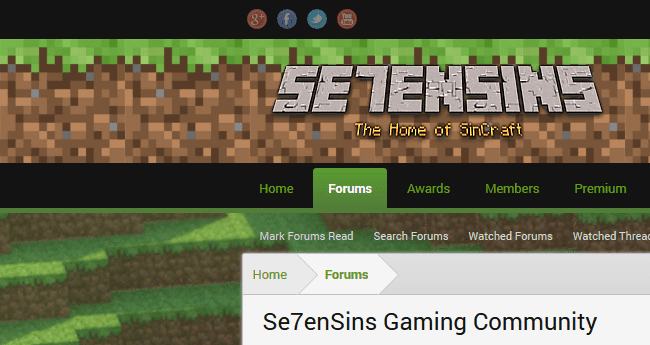 SE7ENSINS
The Home of SinCraft
Home Forums Awards Members Premium
Mark Forums Read Search Forums Watched Forums Watched Threa
Home Forums
Se7enSins Gaming Community